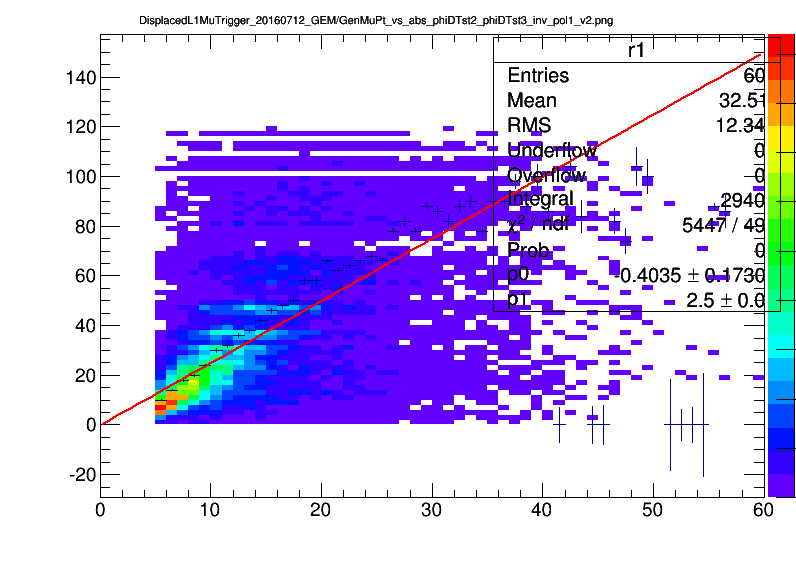 DisplacedL1MuTrigger_20160712_GEM/GenMuPt_vs_abs_phiDTst2_phiDTst3_inv_pol1_v2.png
r1
Entries 60
Mean 32.51
RMS 12.34
Underflow 0
Overflow 0
Integral 2940
χ² / ndf 5447 / 49
Prob 0
p0 -0.4035 ± 0.1730
p1 2.5 ± 0.0
140
120
100
80
60
40
20
0
-20
0 10 20 30 40 50 60